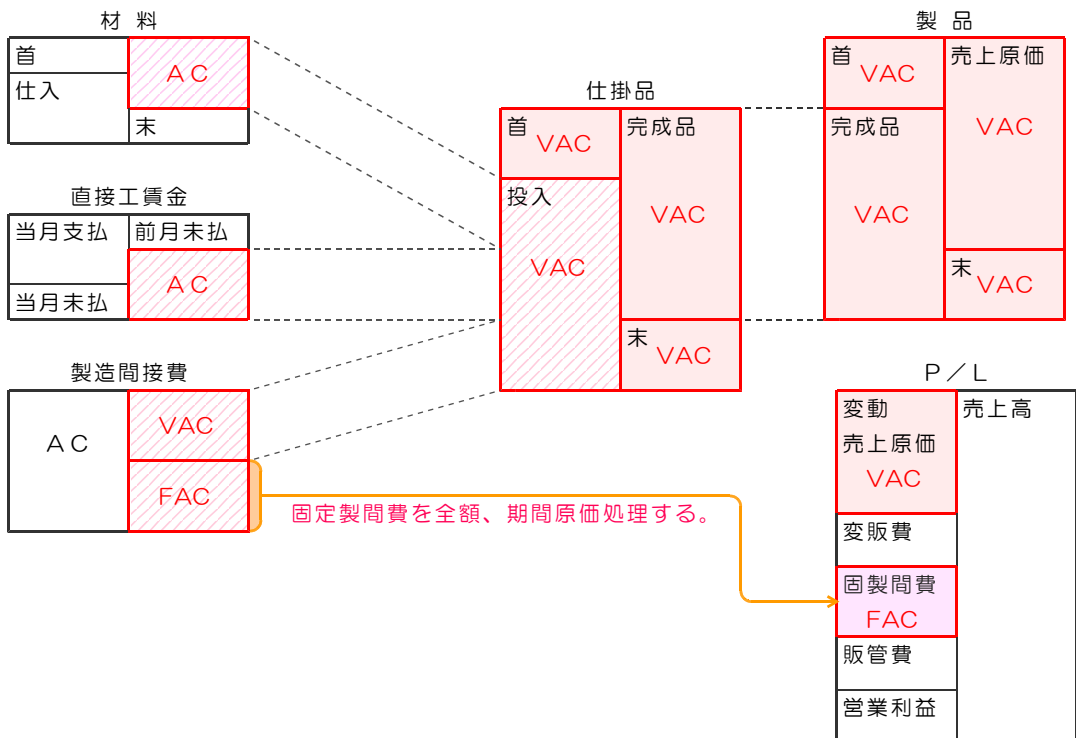 材 料
首
AC
仕入
末
直接工賃金
当月支払
前月未払
AC
当月未払
製造間接費
AC
VAC
FAC
固定製間費を全額、期間原価処理する。
仕掛品
首
VAC
完成品
VAC
投入
VAC
末
VAC
製 品
首
VAC
売上原価
VAC
完成品
VAC
末
VAC
P/L
変動
売上原価
VAC
売上高
変販費
固製間費
FAC
販管費
営業利益